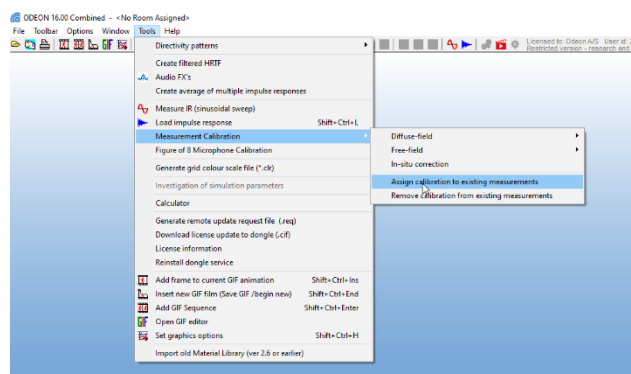 ODEON 16.00 Combined - <No Room Assigned>
File Toolbar Options Window Tools Help
Licensed to: Odeon A/S User id:
Restricted version - research and
Directivity patterns
Create filtered HRTF
Audio FX's
Create average of multiple impulse responses
Measure IR (sinusoidal sweep)
Load impulse response Shift+Ctrl+L
Measurement Calibration
Figure of 8 Microphone Calibration
Generate grid colour scale file (*.clr)
Investigation of simulation parameters
Calculator
Generate remote update request file (.req)
Download license update to dongle (.cif)
License information
Reinstall dongle service
Add frame to current GIF animation Shift+Ctrl+Ins
Insert new GIF film (Save GIF /begin new) Shift+Ctrl+End
Add GIF Sequence Shift+Ctrl+Enter
Open GIF editor
Set graphics options Shift+Ctrl+H
Import old Material Library (ver 2.6 or earlier)
Diffuse-field
Free-field
In-situ correction
Assign calibration to existing measurements
Remove calibration from existing measurements